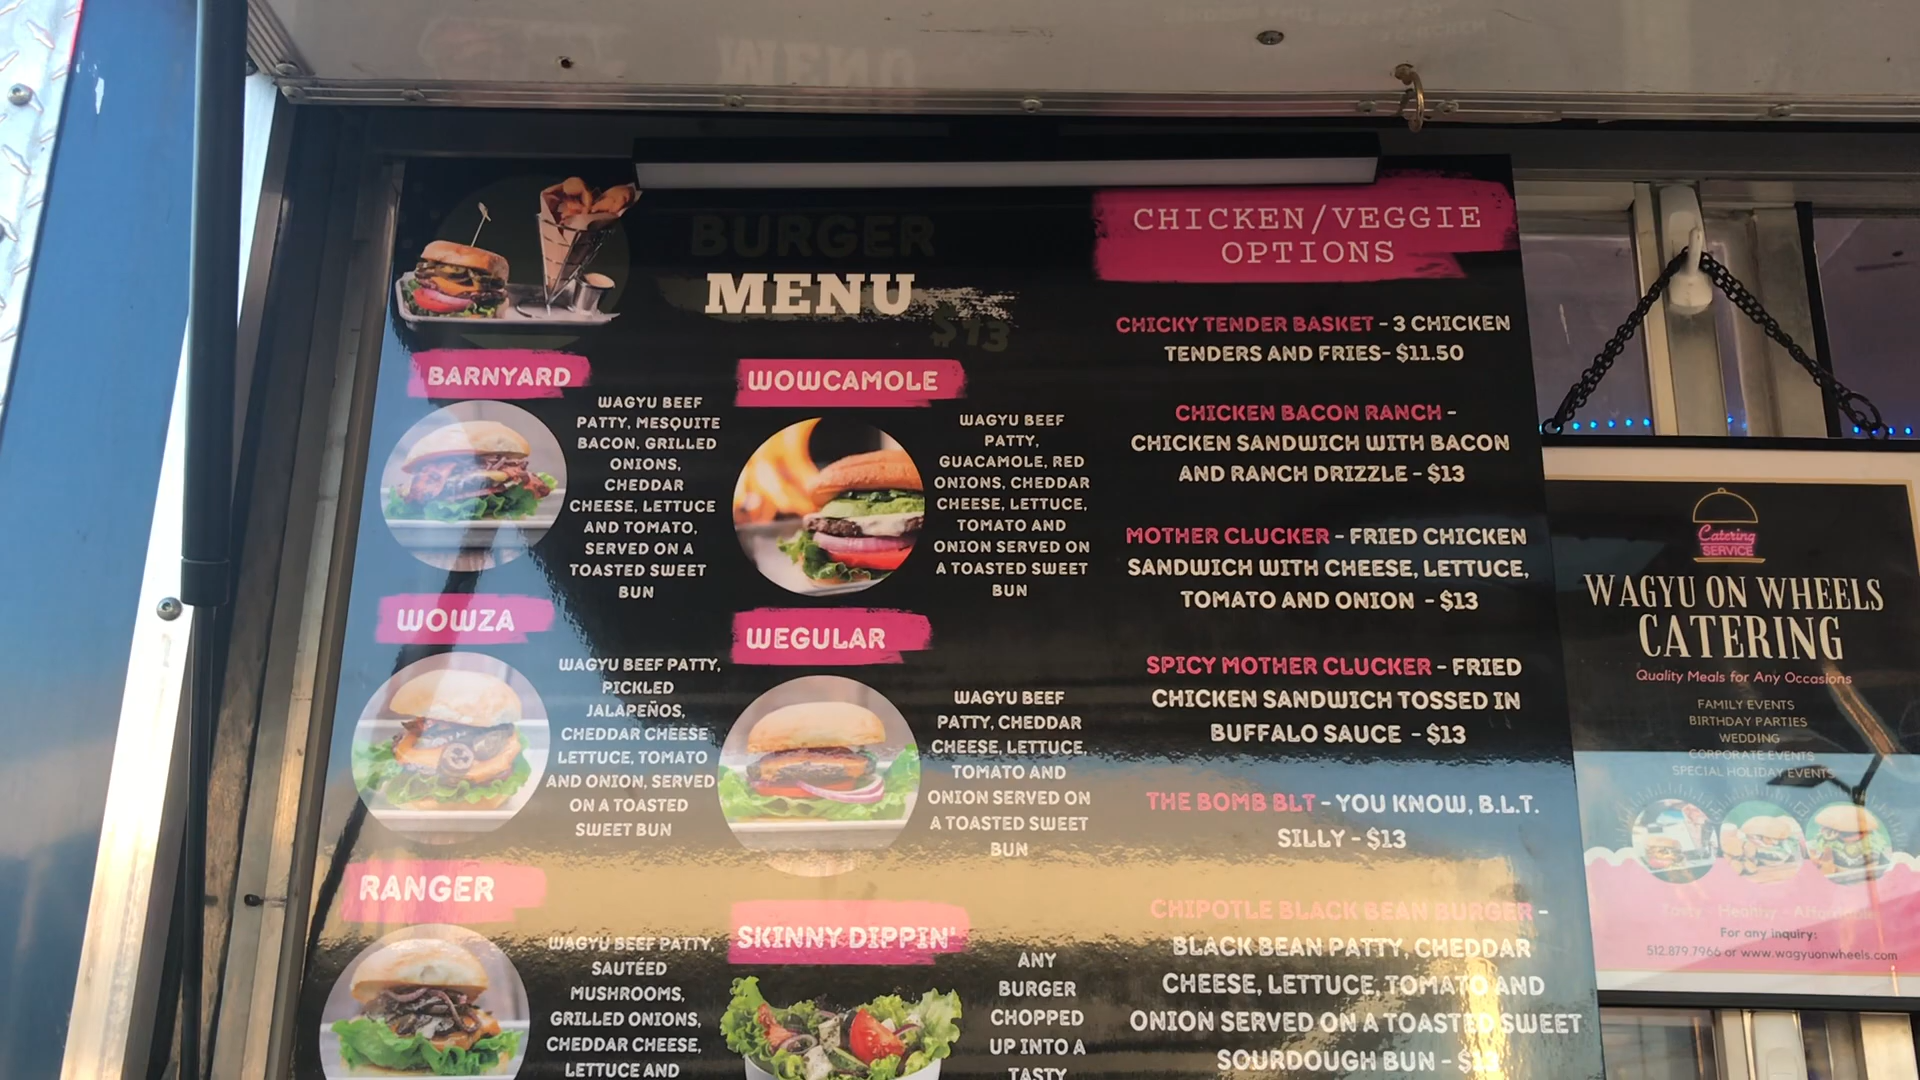 BURGER
MENU
$13
BARNYARD
WAGYU BEEF
PATTY, MESQUITE
BACON, GRILLED
ONIONS,
CHEDDAR
CHEESE, LETTUCE
AND TOMATO,
SERVED ON A
TOASTED SWEET
BUN
WOWCAMOLE
WAGYU BEEF
PATTY,
GUACAMOLE, RED
ONIONS, CHEDDAR
CHEESE, LETTUCE,
TOMATO AND
ONION SERVED ON
A TOASTED SWEET
BUN
WOWZA
WAGYU BEEF PATTY,
PICKLED
JALAPEÑOS,
CHEDDAR CHEESE
LETTUCE, TOMATO
AND ONION, SERVED
ON A TOASTED
SWEET BUN
WEGULAR
WAGYU BEEF
PATTY, CHEDDAR
CHEESE, LETTUCE,
TOMATO AND
ONION SERVED ON
A TOASTED SWEET
BUN
RANGER
WAGYU BEEF PATTY,
SAUTÉED
MUSHROOMS,
GRILLED ONIONS,
CHEDDAR CHEESE,
LETTUCE AND
SKINNY DIPPIN'
ANY
BURGER
CHOPPED
UP INTO A
TASTY
CHICKEN/VEGGIE
OPTIONS
CHICKY TENDER BASKET - 3 CHICKEN
TENDERS AND FRIES- $11.50
CHICKEN BACON RANCH -
CHICKEN SANDWICH WITH BACON
AND RANCH DRIZZLE - $13
MOTHER CLUCKER - FRIED CHICKEN
SANDWICH WITH CHEESE, LETTUCE,
TOMATO AND ONION - $13
SPICY MOTHER CLUCKER - FRIED
CHICKEN SANDWICH TOSSED IN
BUFFALO SAUCE - $13
THE BOMB BLT - YOU KNOW, B.L.T.
SILLY - $13
CHIPOTLE BLACK BEAN BURGER -
BLACK BEAN PATTY, CHEDDAR
CHEESE, LETTUCE, TOMATO AND
ONION SERVED ON A TOASTED SWEET
SOURDOUGH BUN - $13
Catering
SERVICE
WAGYU ON WHEELS
CATERING
Quality Meals for Any Occasions
FAMILY EVENTS
BIRTHDAY PARTIES
WEDDING
CORPORATE EVENTS
SPECIAL HOLIDAY EVENTS
Tasty - Healthy - Affordable
For any inquiry:
512.879.7966 or www.wagyuonwheels.com